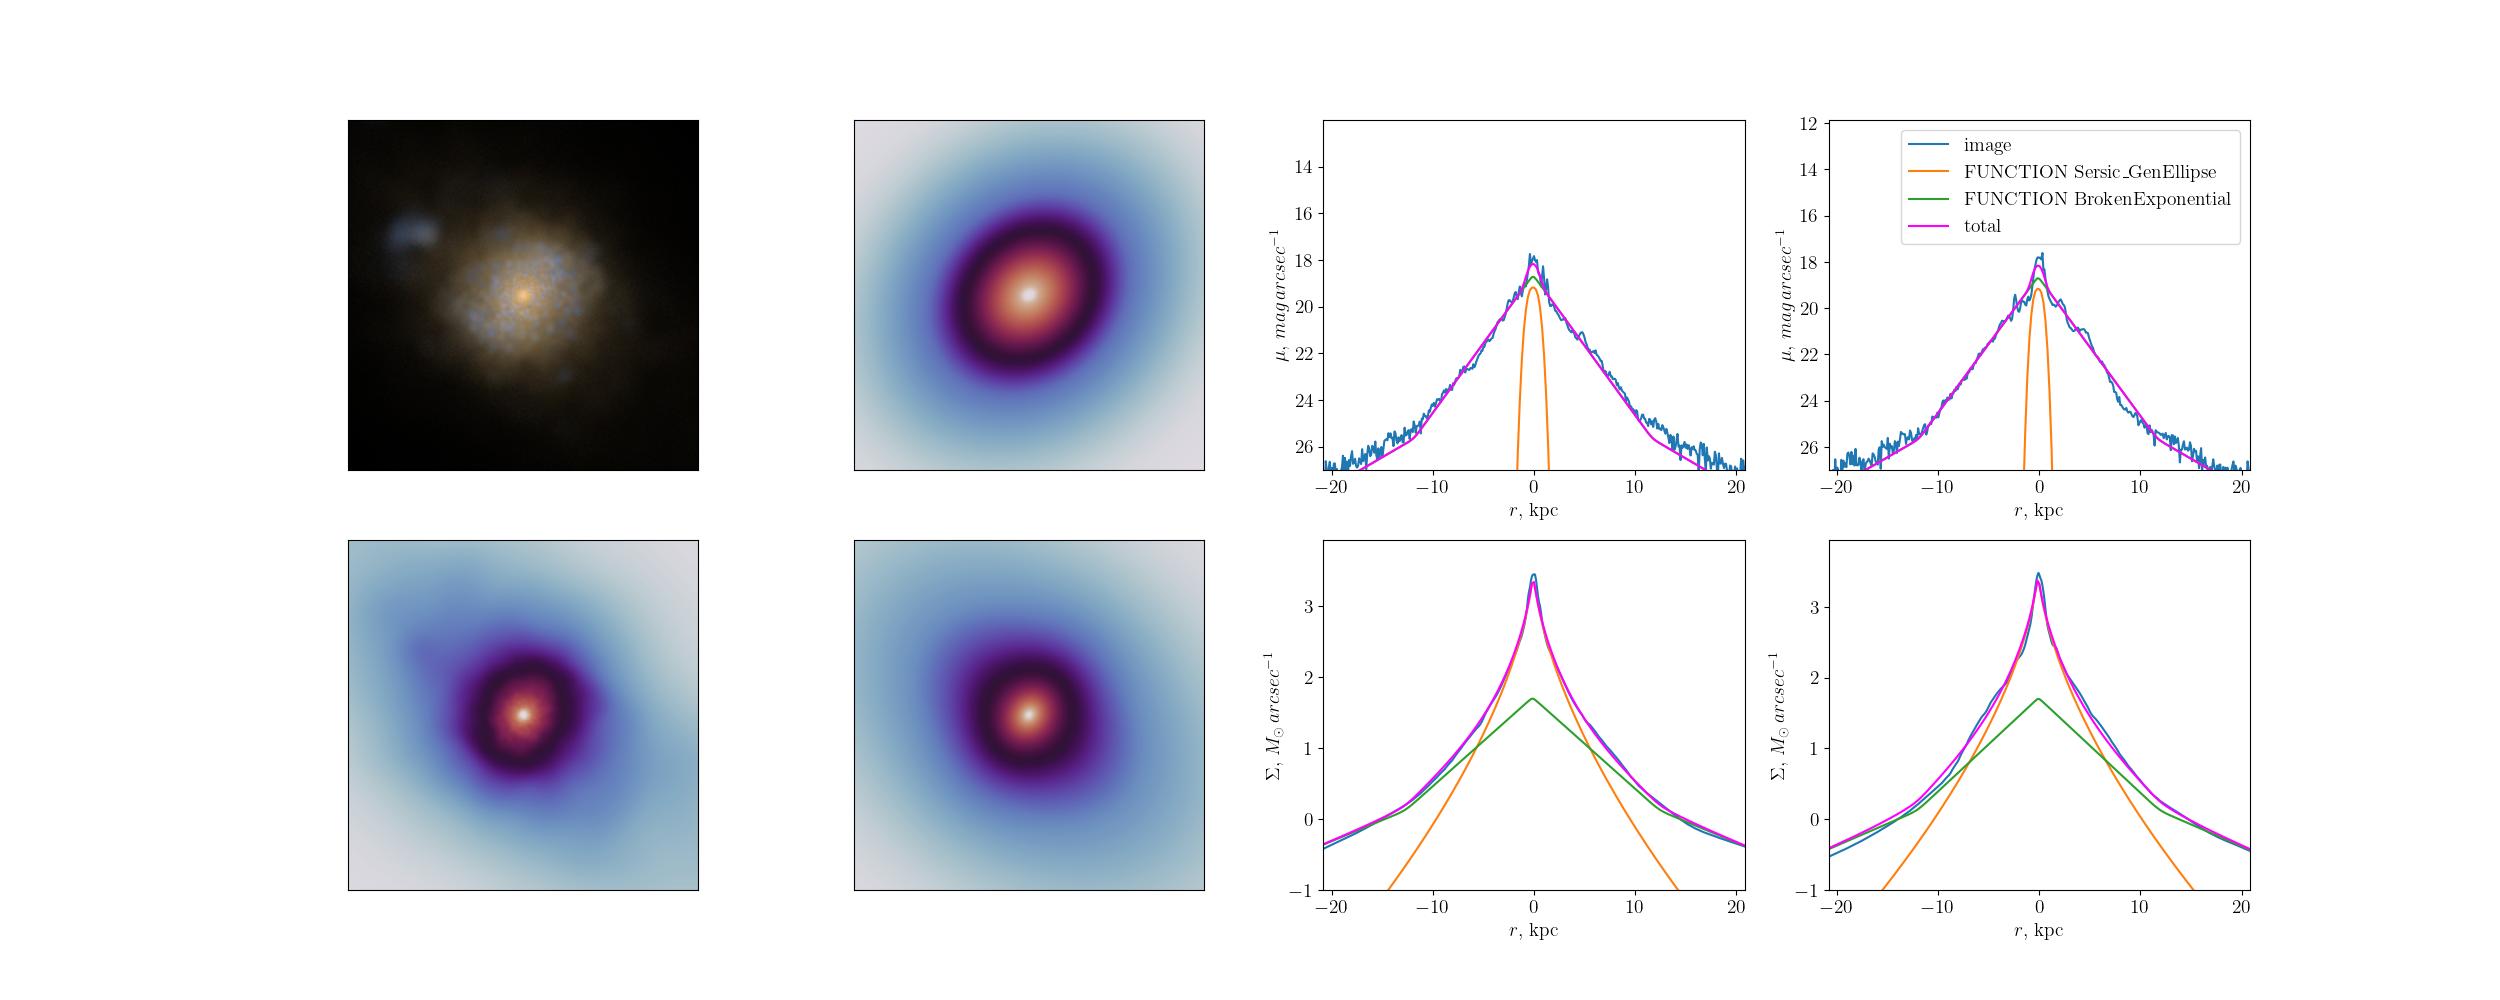 14
16
18
20
22
24
26
μ, mag arcsec⁻¹
−20 −10 0 10 20
r, kpc
12
14
16
18
20
22
24
26
μ, mag arcsec⁻¹
image
FUNCTION Sersic_GenEllipse
FUNCTION BrokenExponential
total
−20 −10 0 10 20
r, kpc
3
2
1
0
−1
Σ, M⊙ arcsec⁻¹
−20 −10 0 10 20
r, kpc
3
2
1
0
−1
Σ, M⊙ arcsec⁻¹
−20 −10 0 10 20
r, kpc